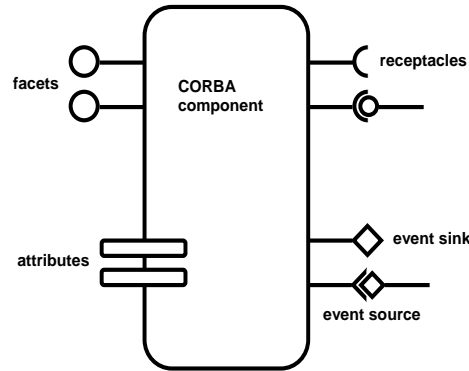 facets
CORBA
component
receptacles
attributes
event sink
event source